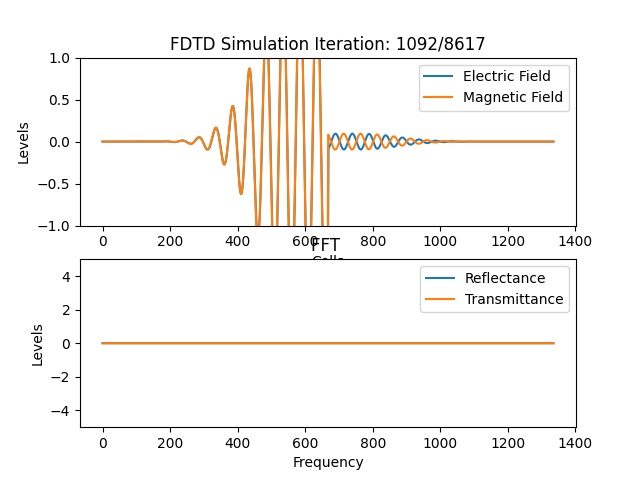 FDTD Simulation Iteration: 1092/8617
1.0
0.5
0.0
−0.5
−1.0
Levels
Electric Field
Magnetic Field
0 200 400 600 800 1000 1200 1400
Cells
FFT
4
2
0
−2
−4
Levels
Reflectance
Transmittance
0 200 400 600 800 1000 1200 1400
Frequency